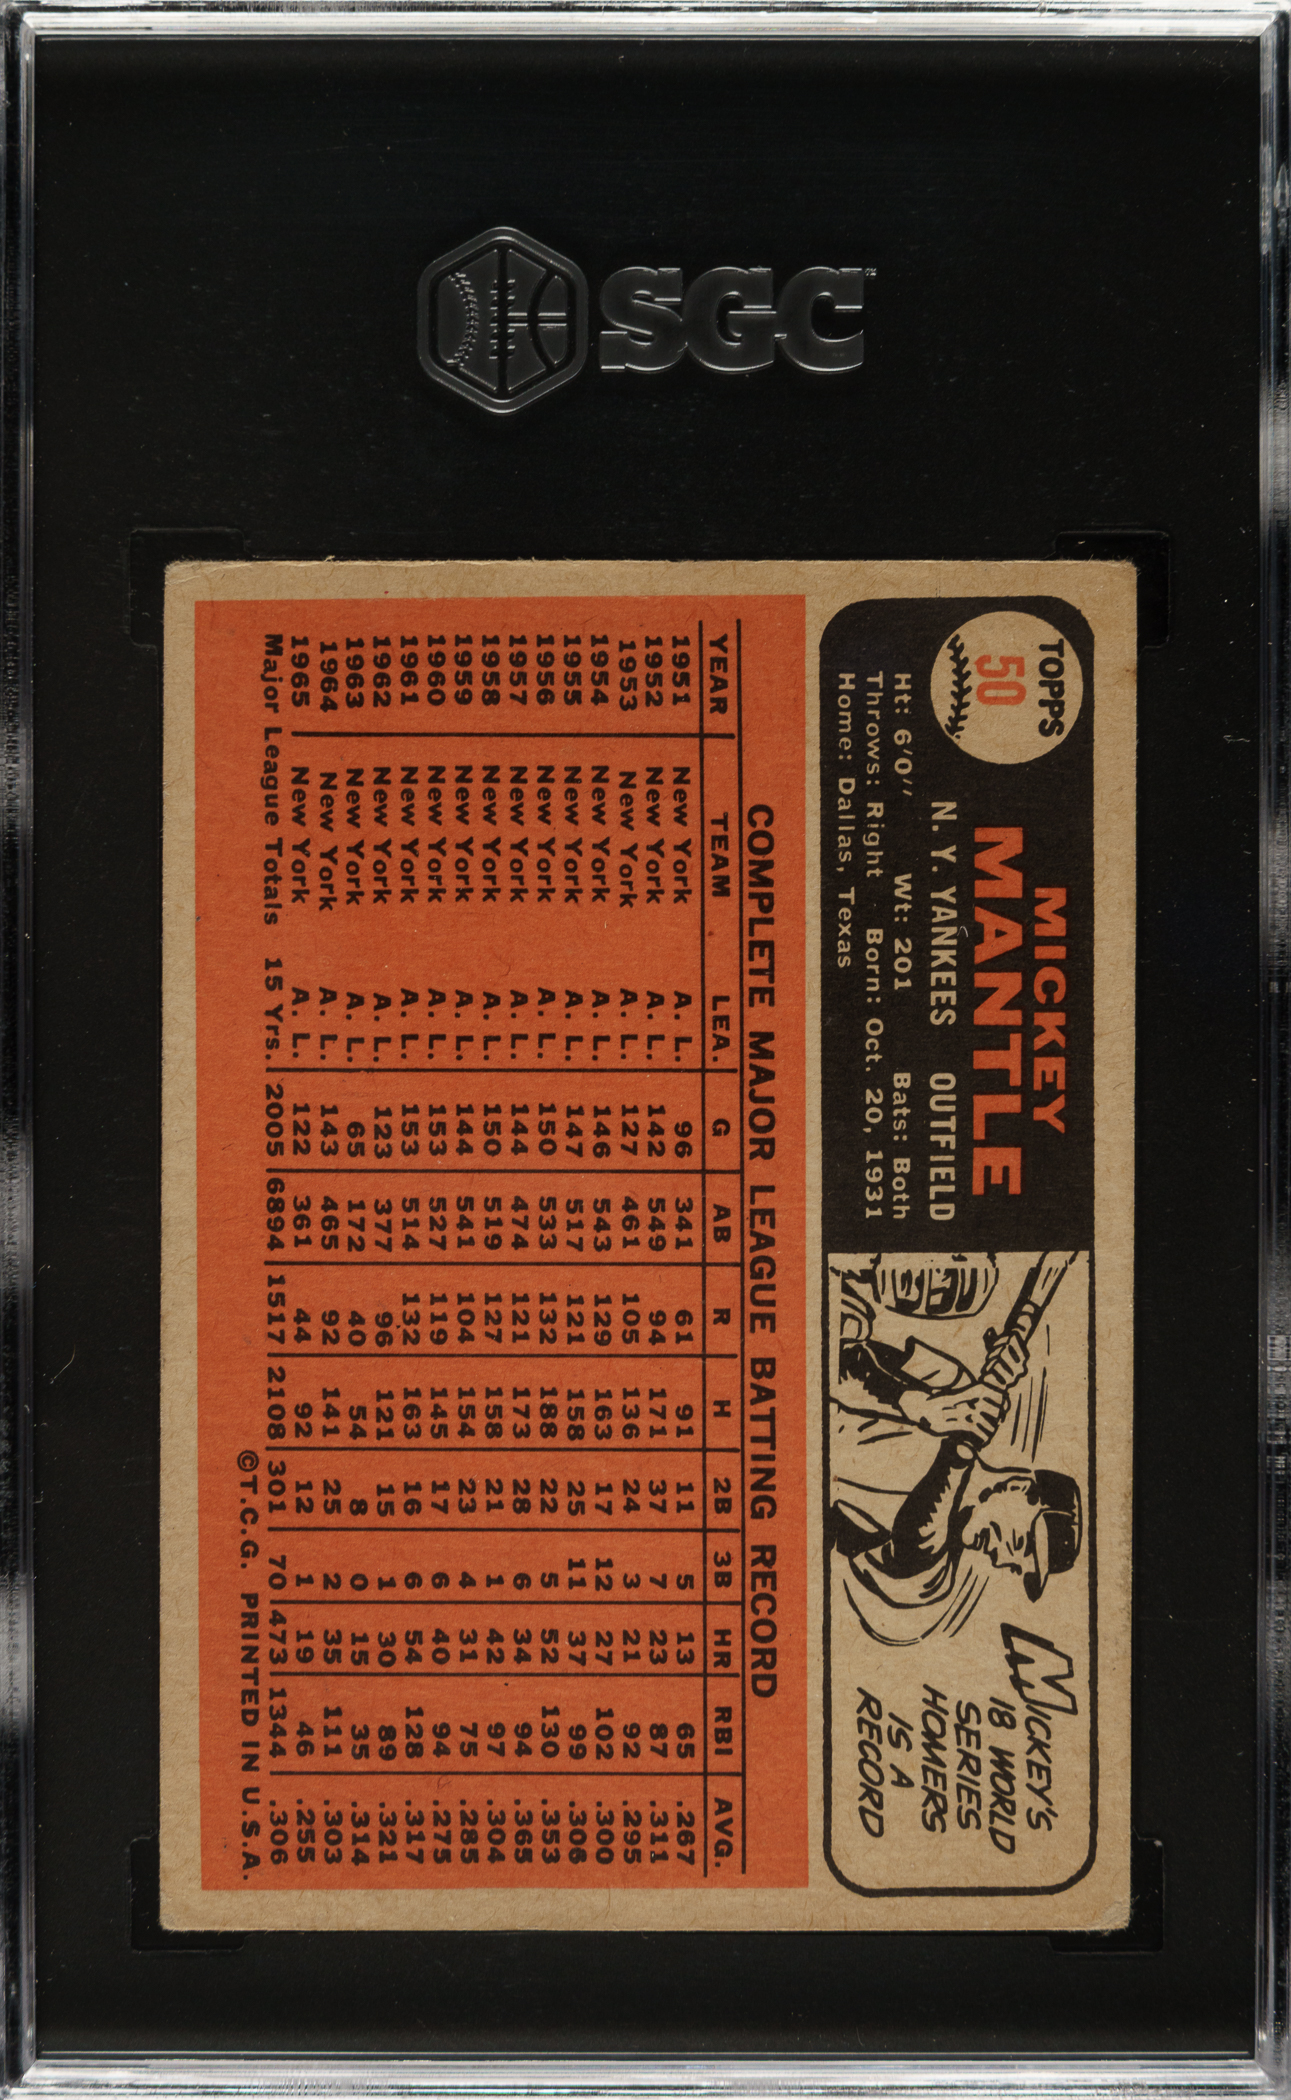 SGC™
TOPPS
50
MICKEY
MANTLE
N. Y. YANKEES OUTFIELD
Ht: 6'0" Wt: 201 Bats: Both
Throws: Right Born: Oct. 20, 1931
Home: Dallas, Texas
MICKEY'S
18 WORLD
SERIES
HOMERS
IS A
RECORD
COMPLETE MAJOR LEAGUE BATTING RECORD
YEAR TEAM LEA. G AB R H 2B 3B HR RBI AVG.
1951 New York A. L. 96 341 61 91 11 5 13 65 .267
1952 New York A. L. 142 549 94 171 37 7 23 87 .311
1953 New York A. L. 127 461 105 136 24 3 21 92 .295
1954 New York A. L. 146 543 129 163 17 12 27 102 .300
1955 New York A. L. 147 517 121 158 25 11 37 99 .306
1956 New York A. L. 150 533 132 188 22 5 52 130 .353
1957 New York A. L. 144 474 121 173 28 6 34 94 .365
1958 New York A. L. 150 519 127 158 21 1 42 97 .304
1959 New York A. L. 144 541 104 154 23 4 31 75 .285
1960 New York A. L. 153 527 119 145 17 6 40 94 .275
1961 New York A. L. 153 514 132 163 16 6 54 128 .317
1962 New York A. L. 123 377 96 121 15 1 30 89 .321
1963 New York A. L. 65 172 40 54 8 0 15 35 .314
1964 New York A. L. 143 465 92 141 25 2 35 111 .303
1965 New York A. L. 122 361 44 92 12 1 19 46 .255
Major League Totals 15 Yrs. 2005 6894 1517 2108 301 70 473 1344 .306
©T.C.G. PRINTED IN U.S.A.